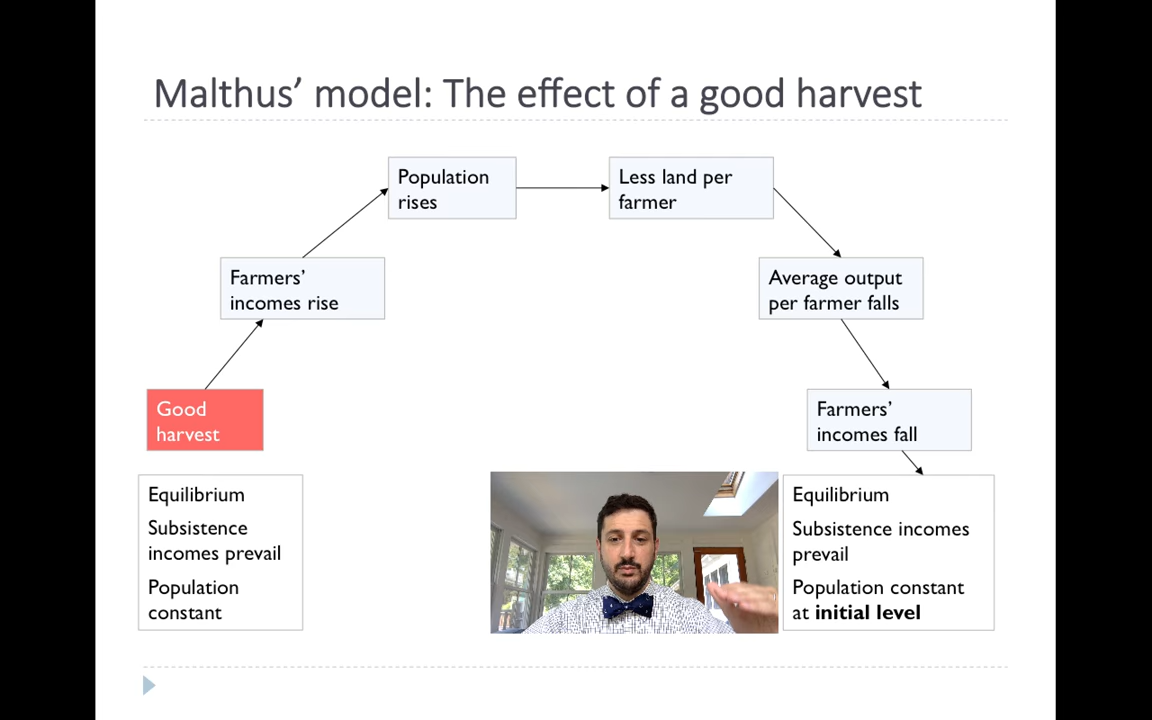 Malthus’ model: The effect of a good harvest
Population
rises
Less land per
farmer
Farmers’
incomes rise
Average output
per farmer falls
Good
harvest
Farmers’
incomes fall
Equilibrium
Subsistence
incomes prevail
Population
constant
Equilibrium
Subsistence incomes
prevail
Population constant
at initial level